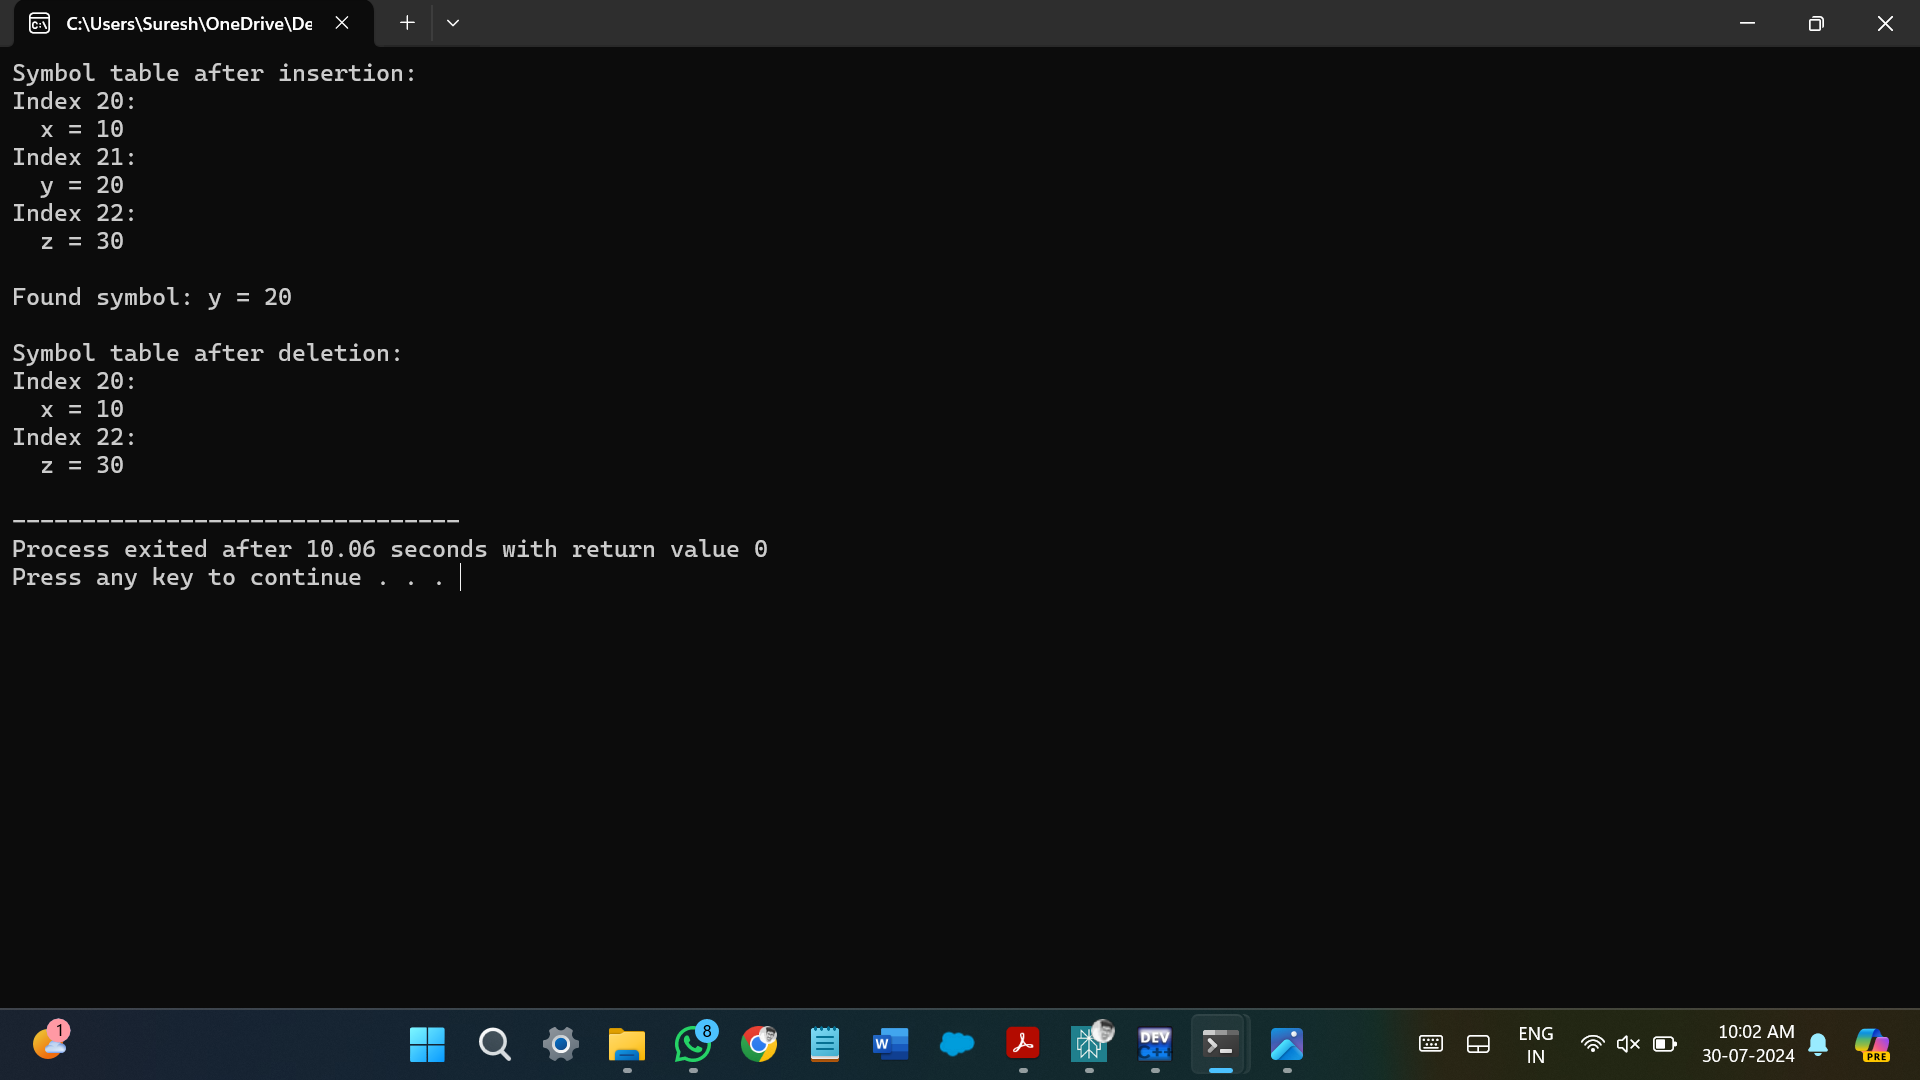 C:\Users\Suresh\OneDrive\De
Symbol table after insertion:
Index 20:
  x = 10
Index 21:
  y = 20
Index 22:
  z = 30

Found symbol: y = 20

Symbol table after deletion:
Index 20:
  x = 10
Index 22:
  z = 30

--------------------------------
Process exited after 10.06 seconds with return value 0
Press any key to continue . . .
1
8
W
DEV
C++
ENG
IN
10:02 AM
30-07-2024
PRE